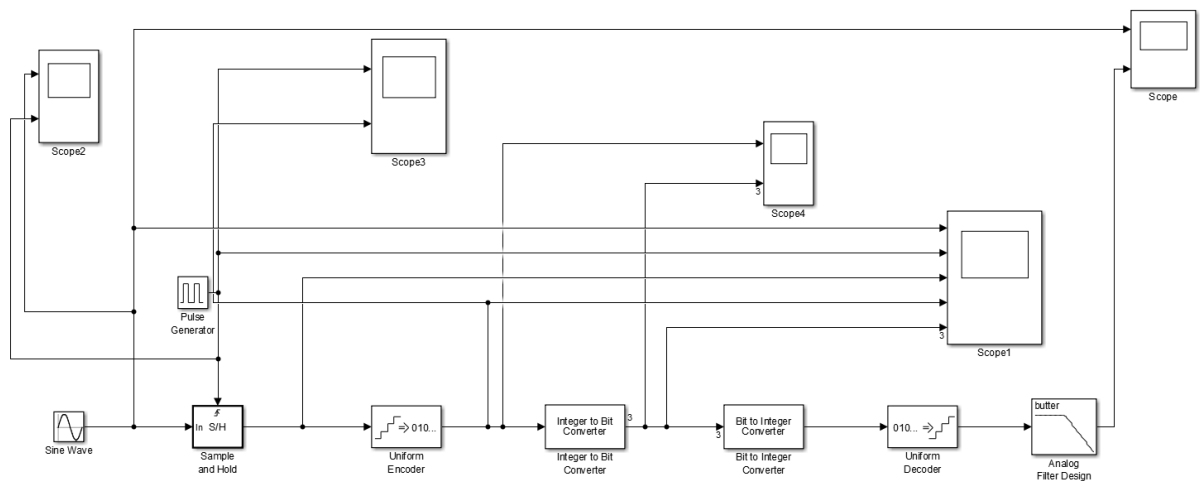 Scope2
Scope3
Scope
3
Scope4
Pulse
Generator
3
Scope1
Sine Wave
In S/H
Sample
and Hold
010...
Uniform
Encoder
Integer to Bit
Converter
3
Integer to Bit
Converter
3
Bit to Integer
Converter
Bit to Integer
Converter
010...
Uniform
Decoder
butter
Analog
Filter Design